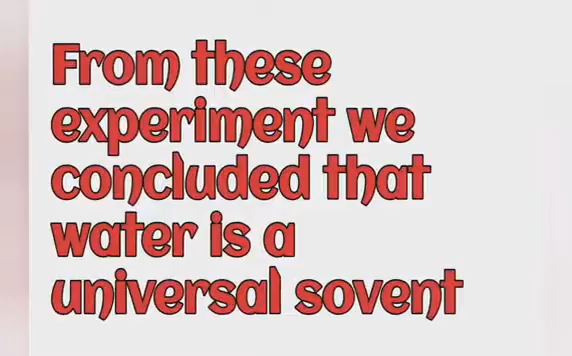 From these
experiment we
concluded that
water is a
universal sovent